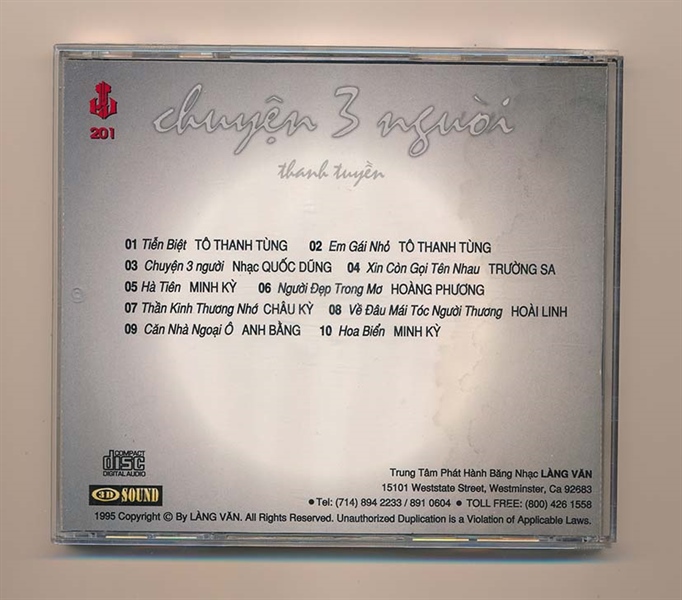 chuyện 3 người
201
thanh tuyền
01 Tiễn Biệt TÔ THANH TÙNG 02 Em Gái Nhỏ TÔ THANH TÙNG
03 Chuyện 3 người Nhạc QUỐC DŨNG 04 Xin Còn Gọi Tên Nhau TRƯỜNG SA
05 Hà Tiên MINH KỲ 06 Người Đẹp Trong Mơ HOÀNG PHƯƠNG
07 Thần Kinh Thương Nhớ CHÂU KỲ 08 Về Đâu Mái Tóc Người Thương HOÀI LINH
09 Căn Nhà Ngoại Ô ANH BẰNG 10 Hoa Biển MINH KỲ
COMPACT
disc
DIGITAL AUDIO
3D SOUND
Trung Tâm Phát Hành Băng Nhạc LÀNG VĂN
15101 Weststate Street, Westminster, Ca 92683
• Tel: (714) 894 2233 / 891 0604 • TOLL FREE: (800) 426 1558
1995 Copyright © By LÀNG VĂN. All Rights Reserved. Unauthorized Duplication is a Violation of Applicable Laws.